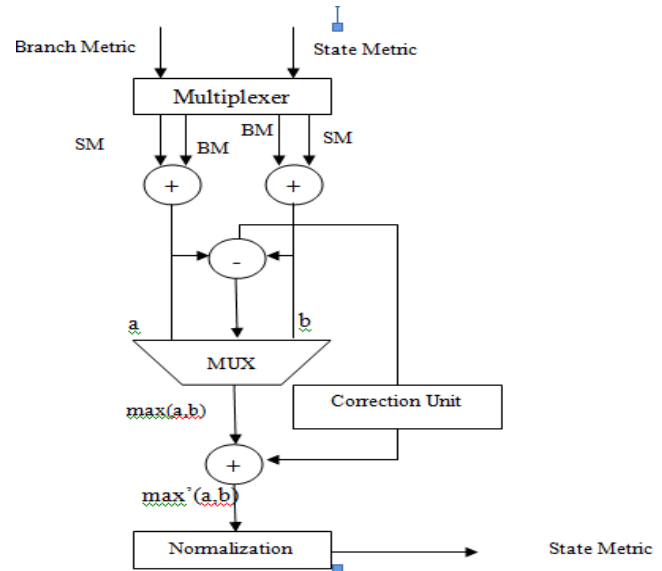 Branch Metric
State Metric
Multiplexer
SM
BM
BM
SM
+
+
-
a
b
MUX
max(a,b)
Correction Unit
+
max*(a,b)
Normalization
State Metric